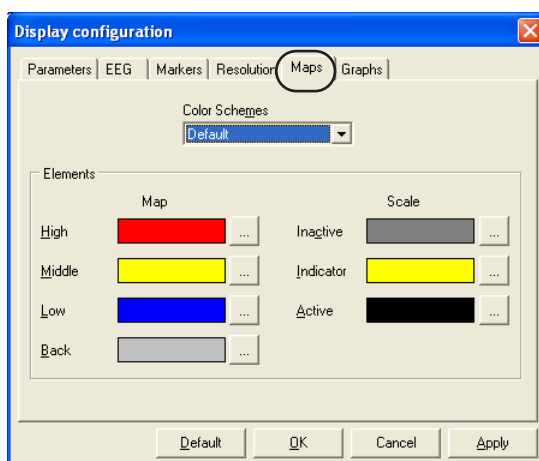 Display configuration
Parameters EEG Markers Resolution Maps Graphs
Color Schemes
Default
Elements
Map Scale
High ... Inactive ...
Middle ... Indicator ...
Low ... Active ...
Back ...
Default OK Cancel Apply